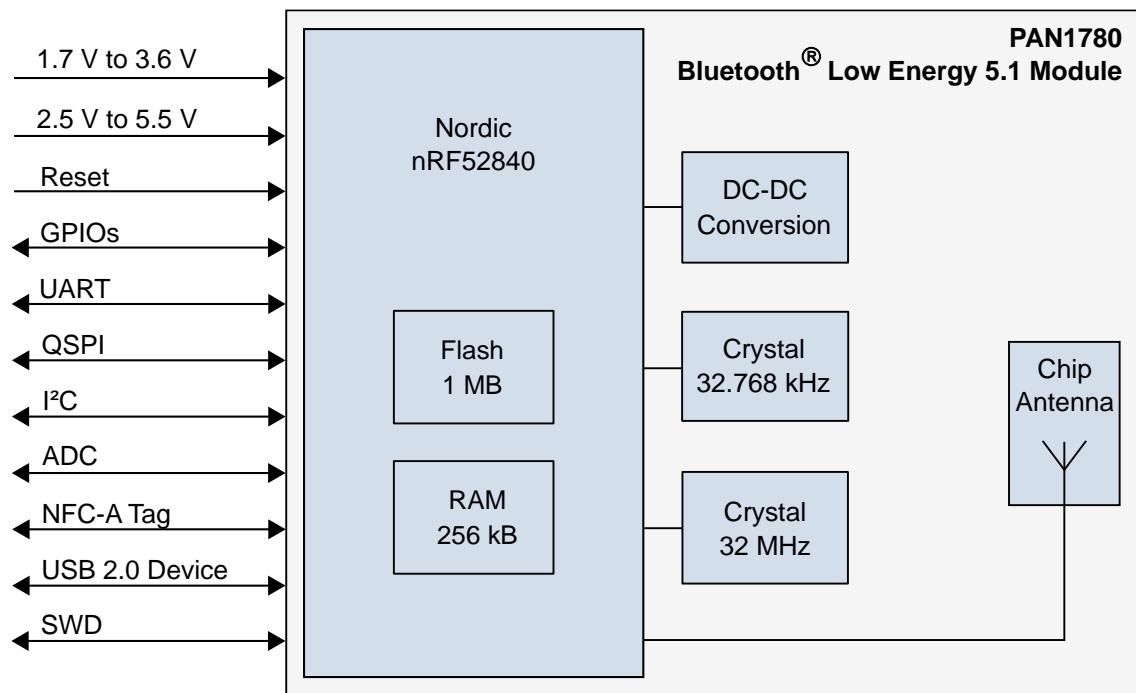 PAN1780
Bluetooth® Low Energy 5.1 Module
1.7 V to 3.6 V
2.5 V to 5.5 V
Reset
GPIOs
UART
QSPI
I²C
ADC
NFC-A Tag
USB 2.0 Device
SWD
Nordic
nRF52840
Flash
1 MB
RAM
256 kB
DC-DC
Conversion
Crystal
32.768 kHz
Crystal
32 MHz
Chip
Antenna